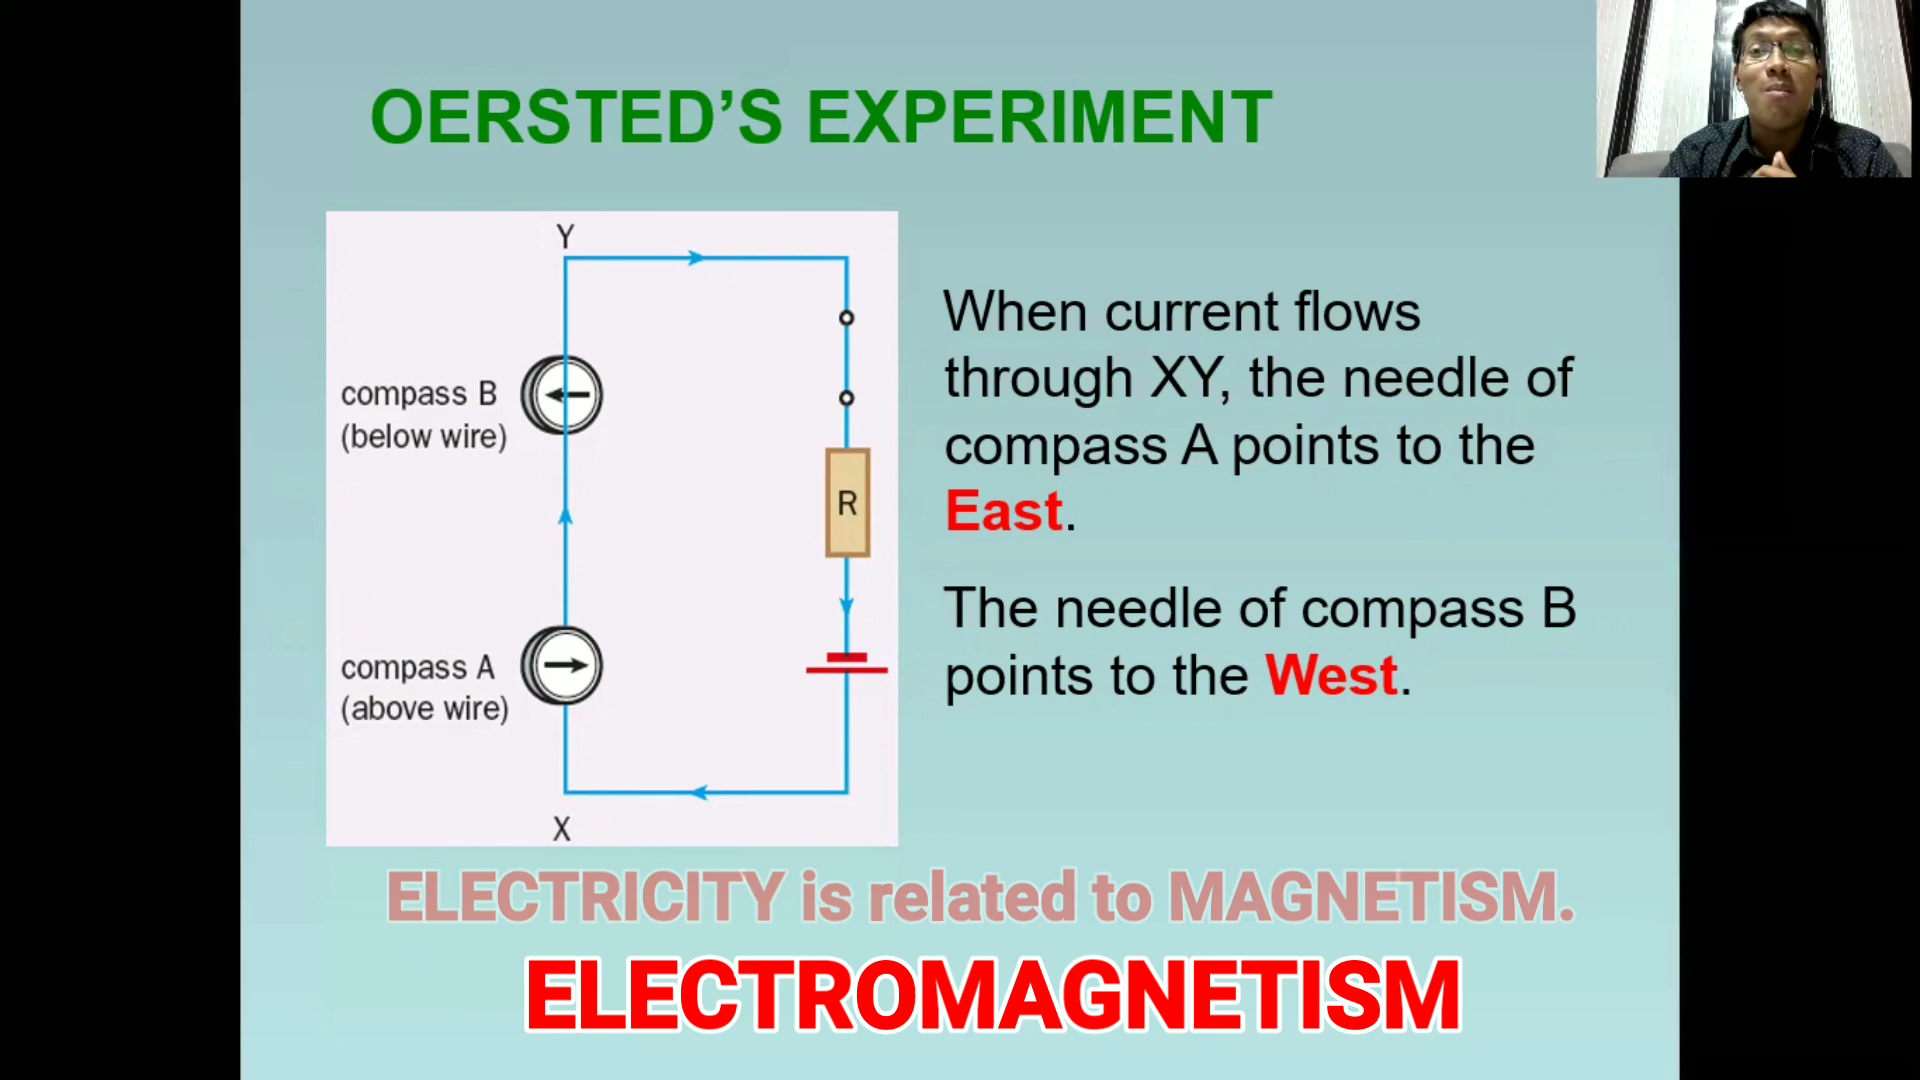 OERSTED’S EXPERIMENT
Y
compass B
(below wire)
R
compass A
(above wire)
X
When current flows
through XY, the needle of
compass A points to the
East.
The needle of compass B
points to the West.
ELECTRICITY is related to MAGNETISM.
ELECTROMAGNETISM